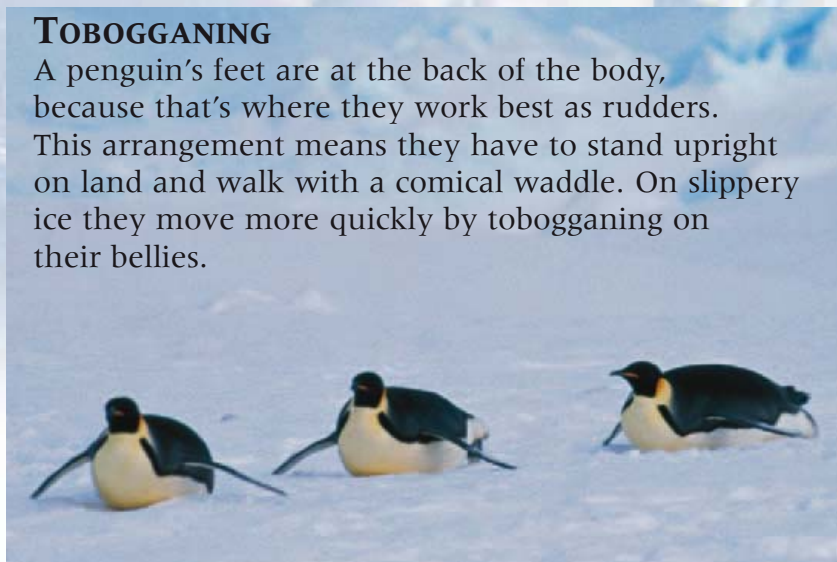 TOBOGGANING
A penguin’s feet are at the back of the body,
because that’s where they work best as rudders.
This arrangement means they have to stand upright
on land and walk with a comical waddle. On slippery
ice they move more quickly by tobogganing on
their bellies.